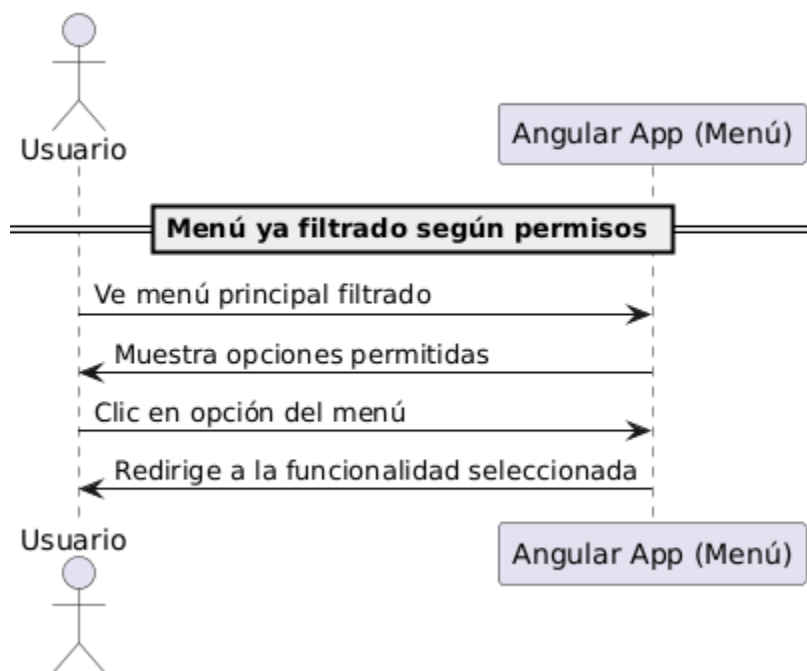 Usuario
Angular App (Menú)
Menú ya filtrado según permisos
Ve menú principal filtrado
Muestra opciones permitidas
Clic en opción del menú
Redirige a la funcionalidad seleccionada
Usuario
Angular App (Menú)